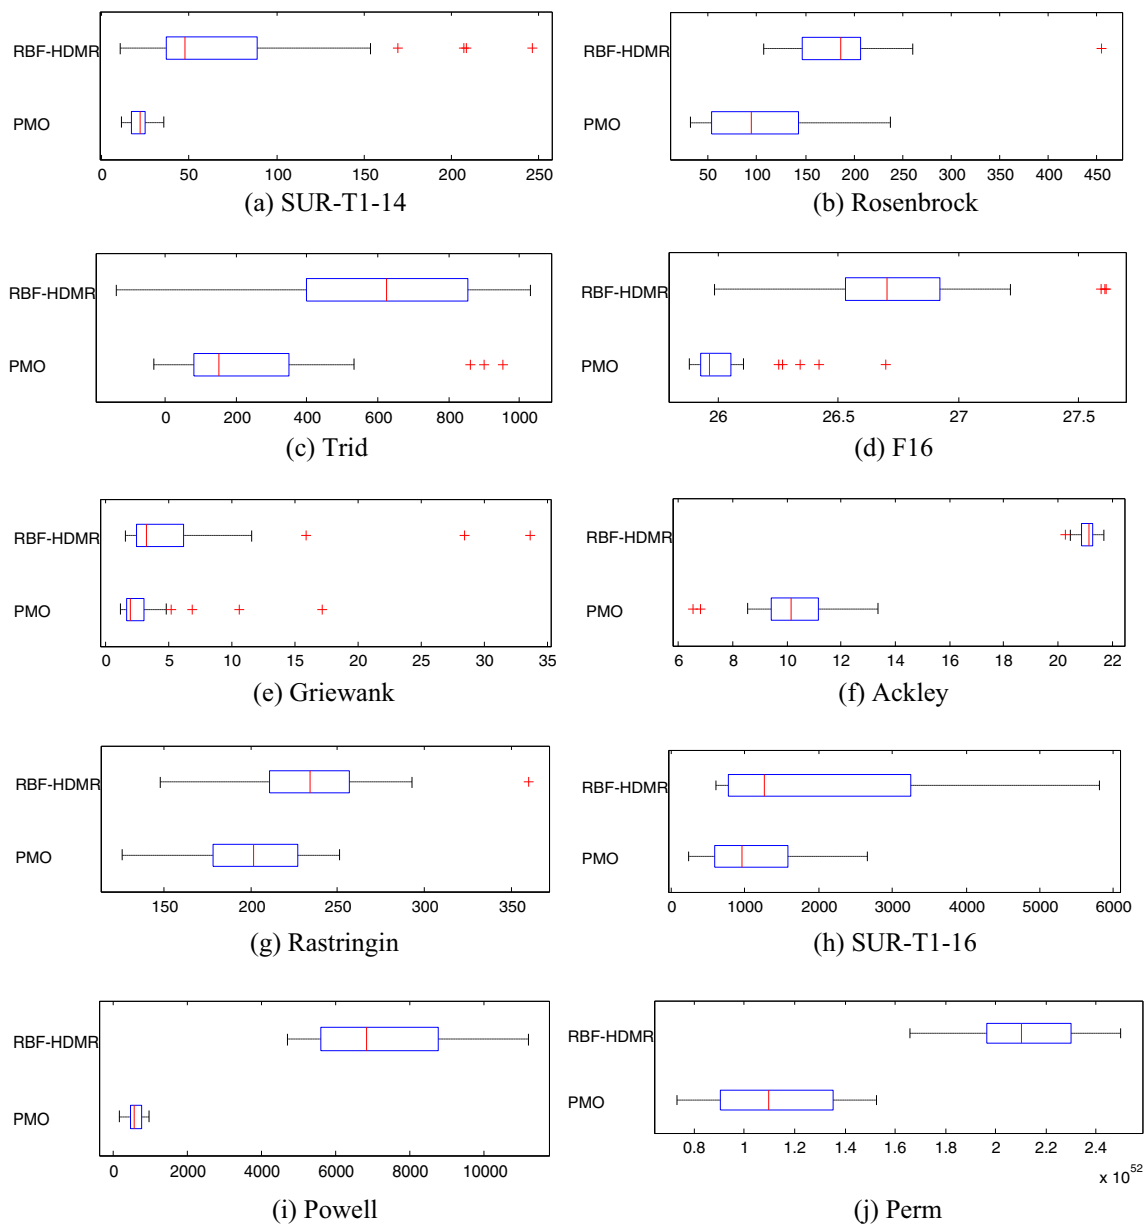 RBF-HDMR
PMO
50 100 150 200 250
(a) SUR-T1-14
RBF-HDMR
PMO
50 100 150 200 250 300 350 400 450
(b) Rosenbrock
RBF-HDMR
PMO
0 200 400 600 800 1000
(c) Trid
RBF-HDMR
PMO
26 26.5 27 27.5
(d) F16
RBF-HDMR
PMO
0 5 10 15 20 25 30 35
(e) Griewank
RBF-HDMR
PMO
6 8 10 12 14 16 18 20 22
(f) Ackley
RBF-HDMR
PMO
150 200 250 300 350
(g) Rastringin
RBF-HDMR
PMO
0 1000 2000 3000 4000 5000 6000
(h) SUR-T1-16
RBF-HDMR
PMO
0 2000 4000 6000 8000 10000
(i) Powell
RBF-HDMR
PMO
0.8 1 1.2 1.4 1.6 1.8 2 2.2 2.4
x 10^52
(j) Perm